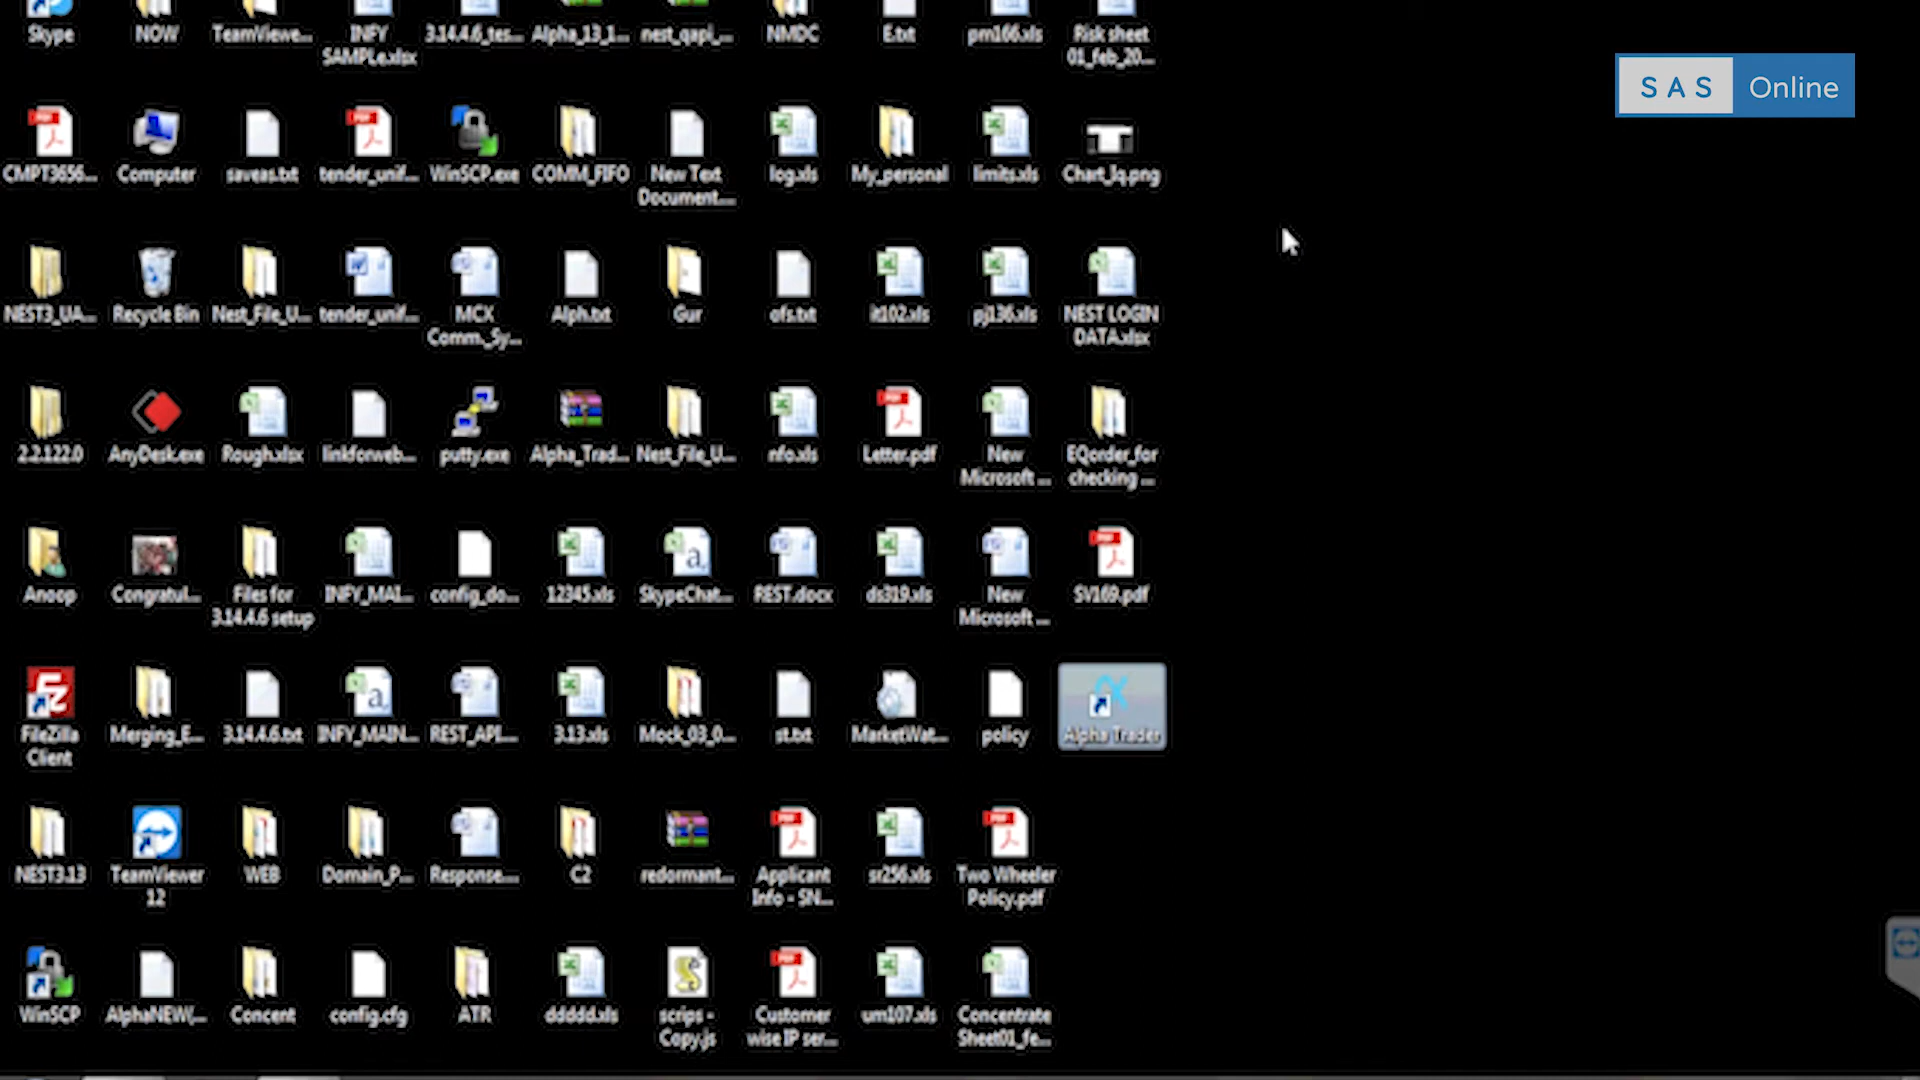 Skype
NOW
TeamViewe...
INFY
SAMPLe.xlsx
3.14.4.6_tes...
Alpha_13_1...
nest_qapi_...
NMDC
E.txt
pm166.xls
Risk sheet
01_feb_20...
SAS Online
CMPT3656...
Computer
saveas.txt
tender_unif...
WinSCP.exe
COMM_FIFO
New Text
Document....
log.xls
My_personal
limits.xls
Chart_Iq.png
NEST3_UA...
Recycle Bin
Nest_File_U...
tender_unif...
MCX
Comm._Sy...
Alph.txt
Gur
ofs.txt
it102.xls
pj136.xls
NEST LOGIN
DATA.xlsx
2.2.122.0
AnyDesk.exe
Rough.xlsx
linkforweb...
putty.exe
Alpha_Trad...
Nest_File_U...
nfo.xls
Letter.pdf
New
Microsoft ...
EQorder_for
checking ...
Anoop
Congratul...
Files for
3.14.4.6 setup
INFY_MAI...
config_do...
12345.xls
SkypeChat...
REST.docx
ds319.xls
New
Microsoft ...
SV169.pdf
FileZilla
Client
Merging_E...
3.14.4.6.txt
INFY_MAIN...
REST_API....
3.13.xls
Mock_03_0...
st.txt
MarketWat...
policy
Alpha Trader
NEST3.13
TeamViewer
12
WEB
Domain_P...
Response....
C2
redormant...
Applicant
Info - SN...
sr256.xls
Two Wheeler
Policy.pdf
WinSCP
AlphaNEW(...
Concent
config.cfg
ATR
ddddd.xls
scrips -
Copy.js
Customer
wise IP ser...
um107.xls
Concentrate
Sheet01_fe...